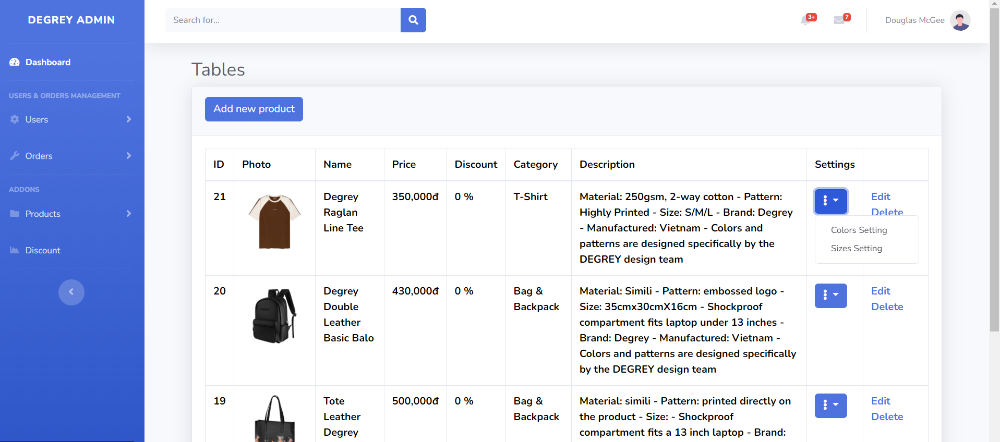 DEGREY ADMIN
Search for...
3+
7
Douglas McGee
Dashboard
USERS & ORDERS MANAGEMENT
Users
Orders
ADDONS
Products
Discount
Tables
Add new product
ID Photo Name Price Discount Category Description Settings
21 Degrey 350,000đ 0 % T-Shirt Material: 250gsm, 2-way cotton - Pattern: Edit
Raglan Highly Printed - Size: S/M/L - Brand: Degrey Delete
Line Tee - Manufactured: Vietnam - Colors and Colors Setting
patterns are designed specifically by the Sizes Setting
DEGREY design team
20 Degrey 430,000đ 0 % Bag & Material: Simili - Pattern: embossed logo - Edit
Double Backpack Size: 35cmx30cmX16cm - Shockproof Delete
Leather compartment fits laptop under 13 inches -
Basic Balo Brand: Degrey - Manufactured: Vietnam -
Colors and patterns are designed specifically
by the DEGREY design team
19 Tote 500,000đ 0 % Bag & Material: simili - Pattern: printed directly on Edit
Leather Backpack the product - Size: - Shockproof Delete
Degrey compartment fits a 13 inch laptop - Brand: